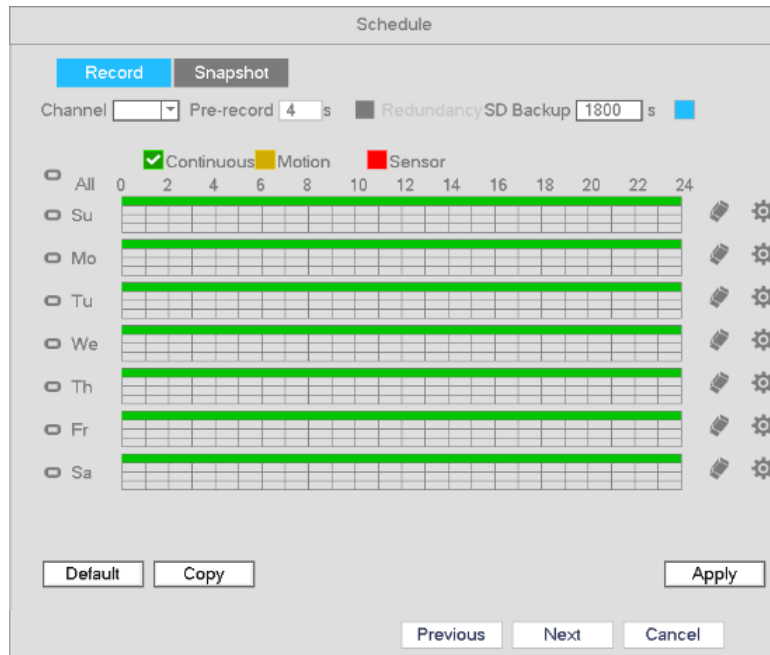 Schedule
Record Snapshot
Channel Pre-record 4 s Redundancy SD Backup 1800 s
Continuous Motion Sensor
All 0 2 4 6 8 10 12 14 16 18 20 22 24
Su
Mo
Tu
We
Th
Fr
Sa
Default Copy Apply
Previous Next Cancel